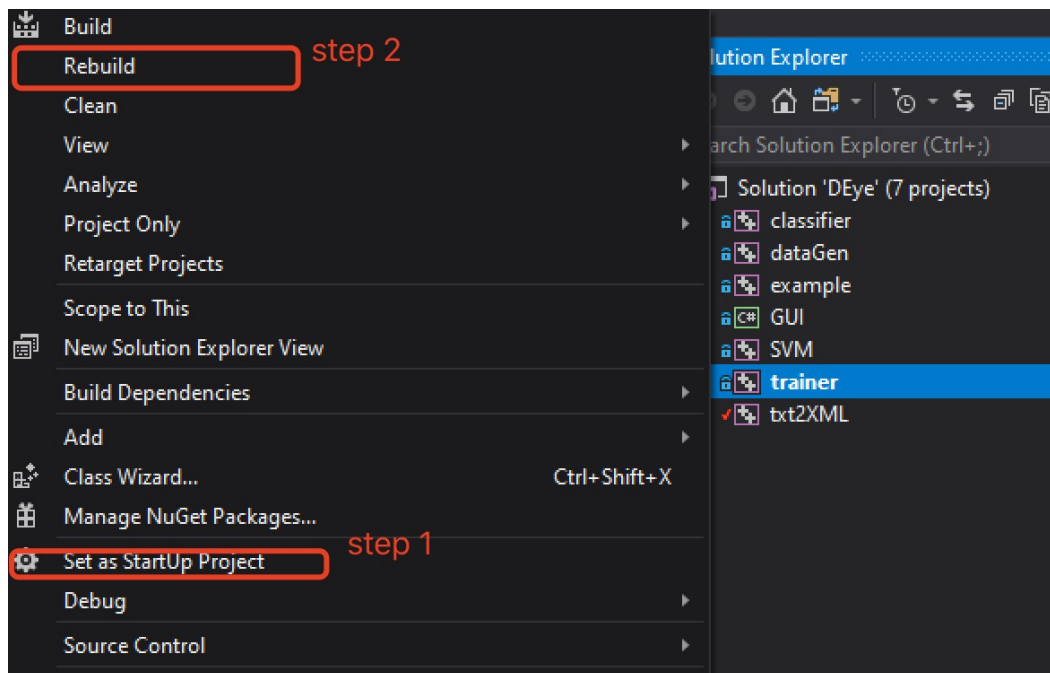 Build
step 2
Rebuild
Clean
View
Analyze
Project Only
Retarget Projects
Scope to This
New Solution Explorer View
Build Dependencies
Add
Class Wizard... Ctrl+Shift+X
Manage NuGet Packages...
step 1
Set as StartUp Project
Debug
Source Control
lution Explorer
arch Solution Explorer (Ctrl+;)
Solution 'DEye' (7 projects)
classifier
dataGen
example
C# GUI
SVM
trainer
txt2XML